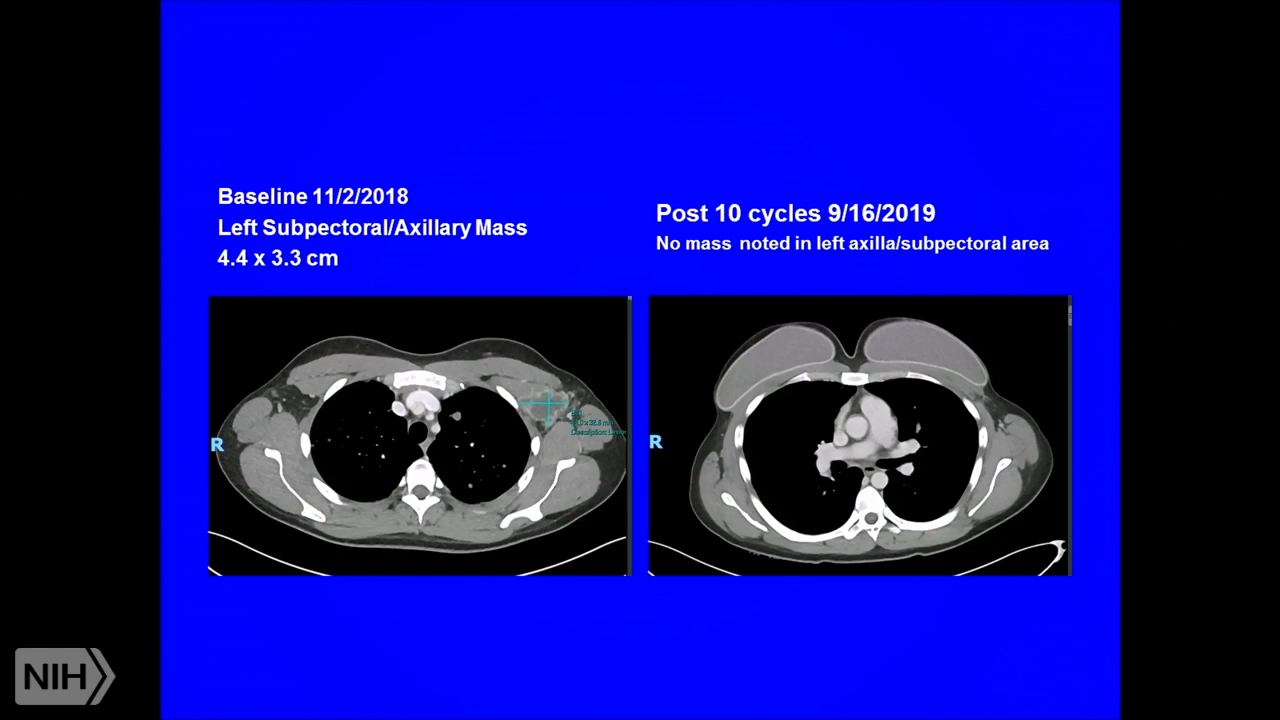 Baseline 11/2/2018
Left Subpectoral/Axillary Mass
4.4 x 3.3 cm
Post 10 cycles 9/16/2019
No mass noted in left axilla/subpectoral area
R
R
NIH